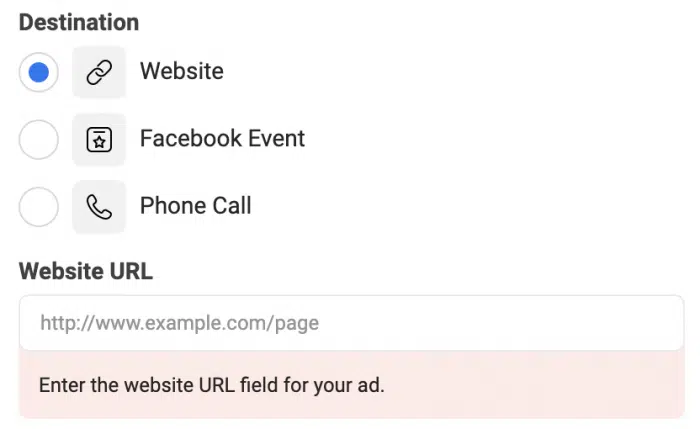 Destination
Website
Facebook Event
Phone Call
Website URL
http://www.example.com/page
Enter the website URL field for your ad.